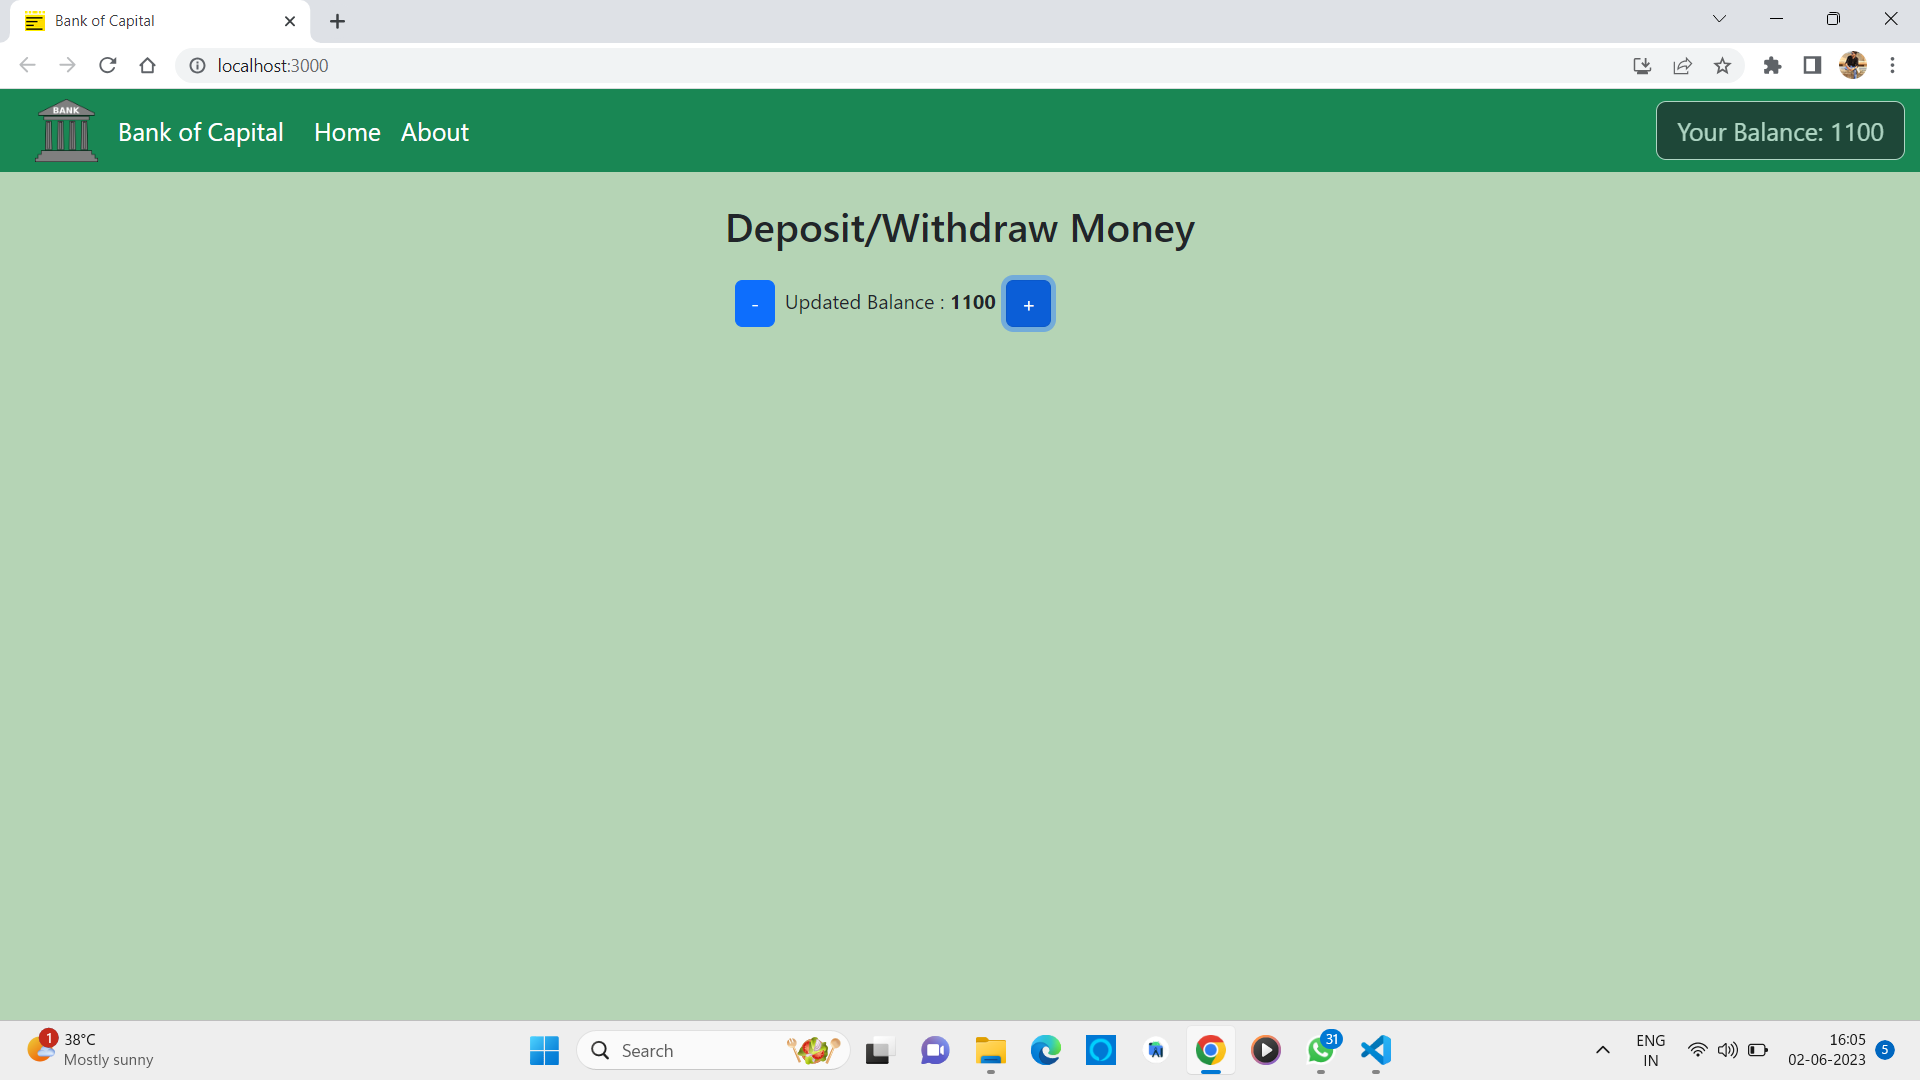 Bank of Capital
localhost:3000
BANK
Bank of Capital Home About
Your Balance: 1100
Deposit/Withdraw Money
- Updated Balance : 1100 +
1
38°C
Mostly sunny
Search
31
ENG
IN
16:05
02-06-2023
5